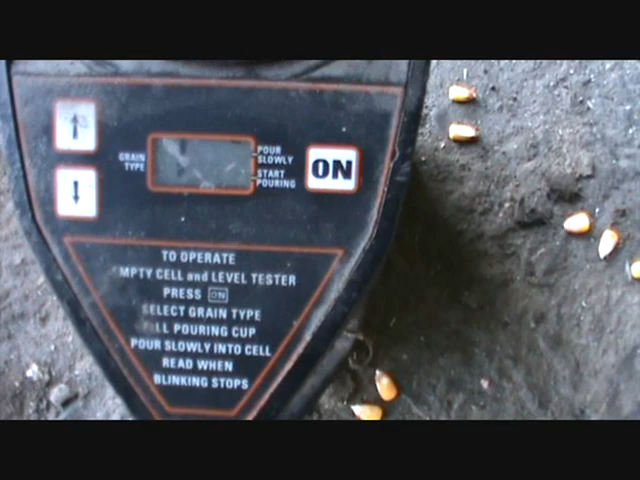 GRAIN
TYPE
POUR
SLOWLY
START
POURING
ON
TO OPERATE
MPTY CELL and LEVEL TESTER
PRESS ON
SELECT GRAIN TYPE
LL POURING CUP
POUR SLOWLY INTO CELL
READ WHEN
BLINKING STOPS